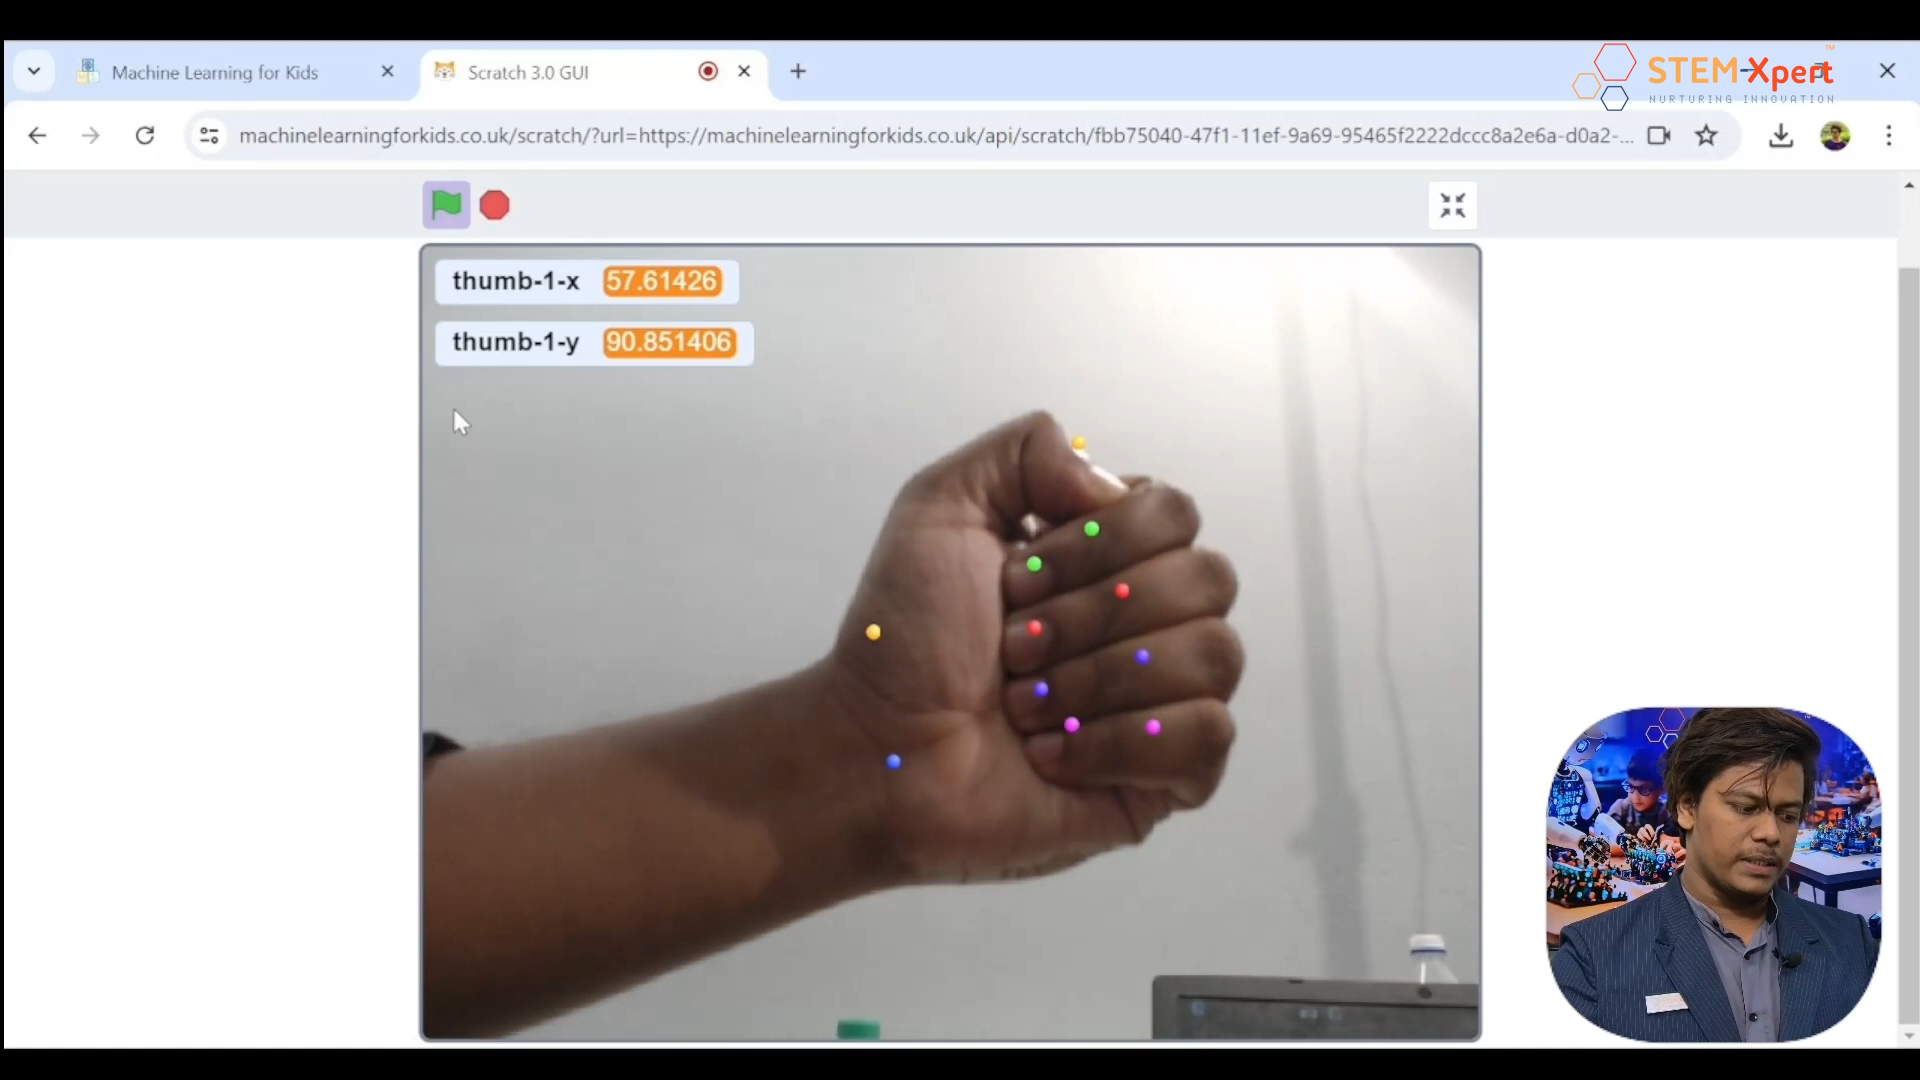 Machine Learning for Kids
Scratch 3.0 GUI
STEM-Xpert
TM
NURTURING INNOVATION
machinelearningforkids.co.uk/scratch/?url=https://machinelearningforkids.co.uk/api/scratch/fbb75040-47f1-11ef-9a69-95465f2222dccc8a2e6a-d0a2-...
thumb-1-x 57.61426
thumb-1-y 90.851406